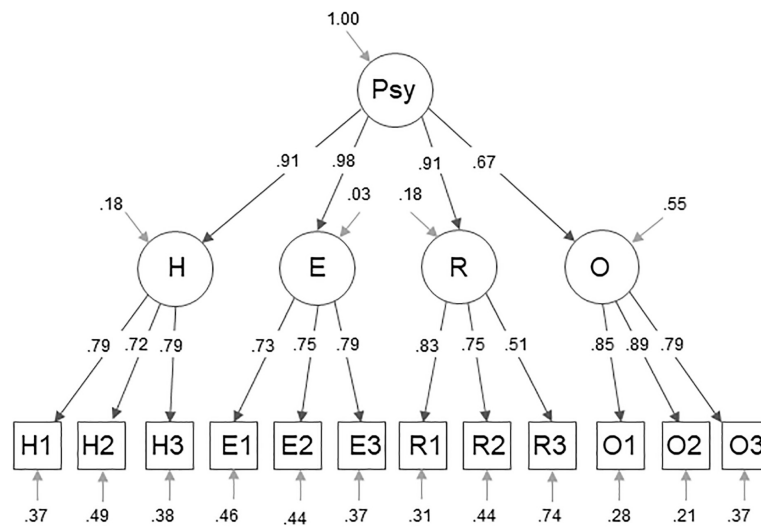 1.00
Psy
.91 .98 .91 .67
.18 .03 .18 .55
H E R O
.79 .72 .79 .73 .75 .79 .83 .75 .51 .85 .89 .79
H1 H2 H3 E1 E2 E3 R1 R2 R3 O1 O2 O3
.37 .49 .38 .46 .44 .37 .31 .44 .74 .28 .21 .37